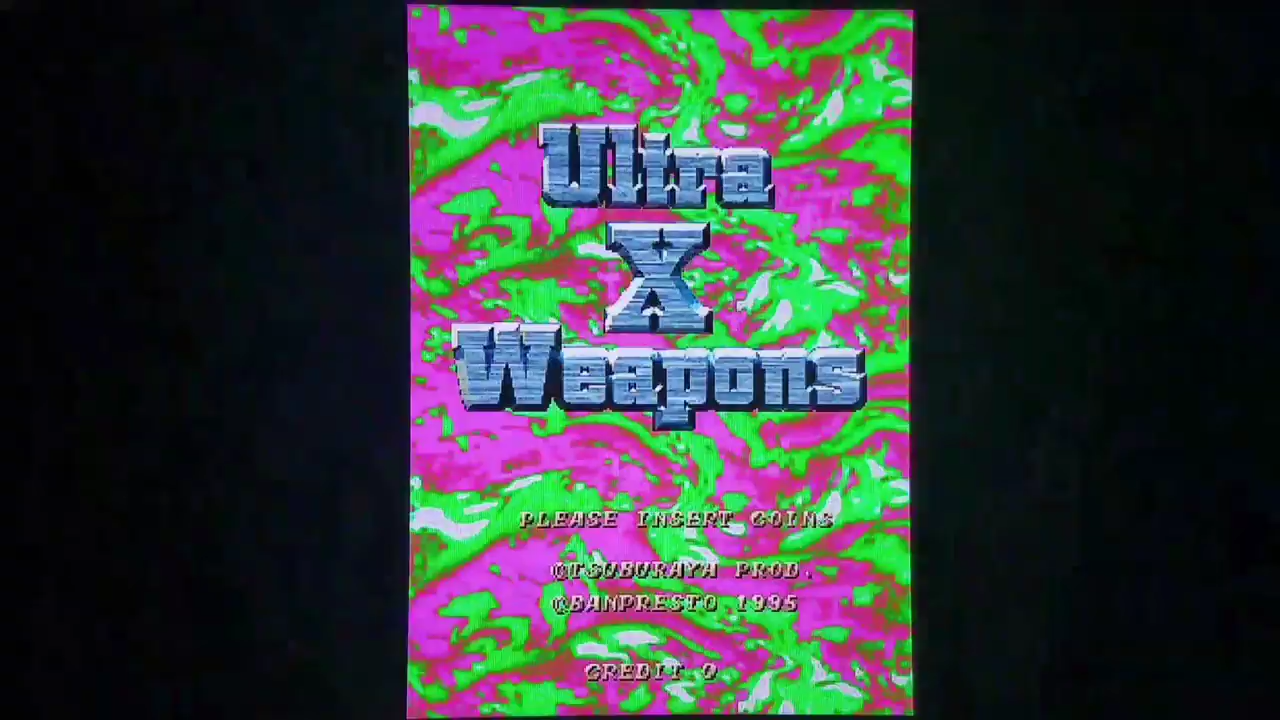 Ultra
X
Weapons
PLEASE INSERT COINS
©TSUBURAYA PROD.
©BANPRESTO 1995
CREDIT 0